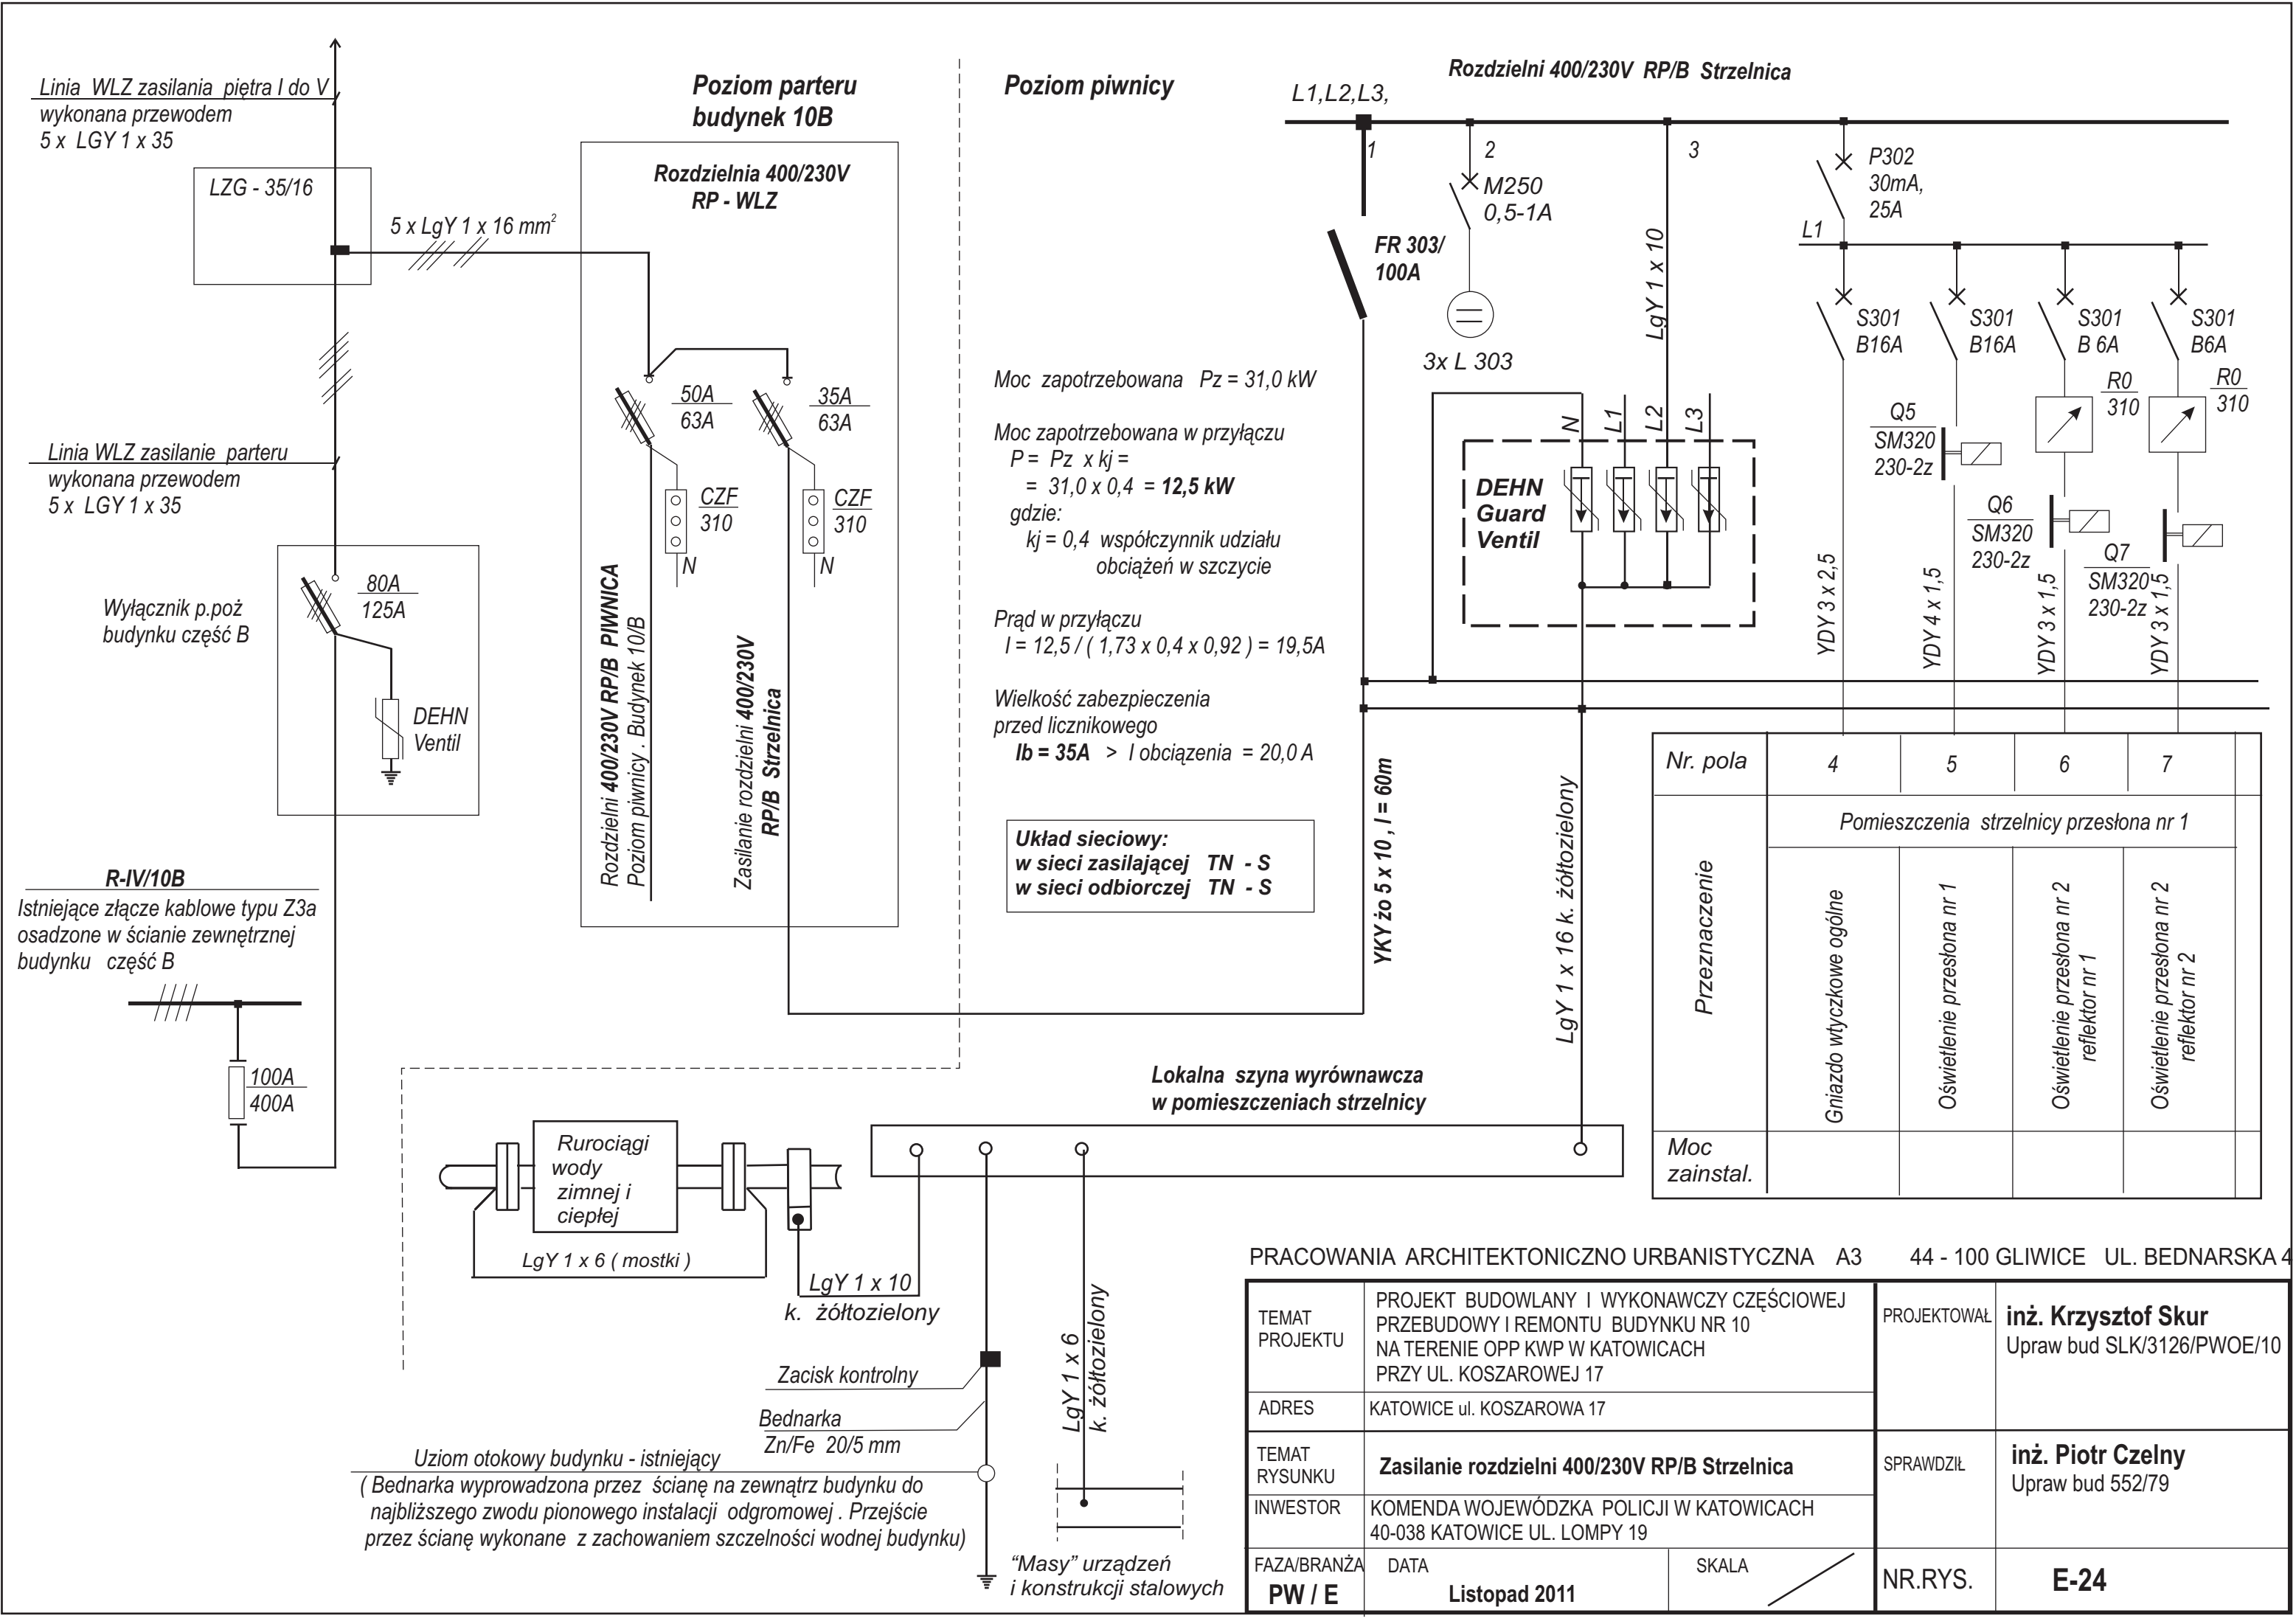 Linia WLZ zasilania piętra I do V
wykonana przewodem
5 x LGY 1 x 35
LZG - 35/16
5 x LgY 1 x 16 mm²
Linia WLZ zasilanie parteru
wykonana przewodem
5 x LGY 1 x 35
80A
125A
Wyłącznik p.poż
budynku część B
DEHN
Ventil
R-IV/10B
Istniejące złącze kablowe typu Z3a
osadzone w ścianie zewnętrznej
budynku część B
100A
400A
Poziom parteru
budynek 10B
Rozdzielnia 400/230V
RP - WLZ
50A
63A
35A
63A
CZF
310
N
CZF
310
N
Rozdzielni 400/230V RP/B PIWNICA
Poziom piwnicy . Budynek 10/B
Zasilanie rozdzielni 400/230V
RP/B Strzelnica
Poziom piwnicy
Moc zapotrzebowana Pz = 31,0 kW
Moc zapotrzebowana w przyłączu
P = Pz x kj =
= 31,0 x 0,4 = 12,5 kW
gdzie:
kj = 0,4 współczynnik udziału
obciążeń w szczycie
Prąd w przyłączu
I = 12,5 / ( 1,73 x 0,4 x 0,92 ) = 19,5A
Wielkość zabezpieczenia
przed licznikowego
Ib = 35A > I obciązenia = 20,0 A
Układ sieciowy:
w sieci zasilającej TN - S
w sieci odbiorczej TN - S
Rozdzielni 400/230V RP/B Strzelnica
L1,L2,L3,
1
2
3
FR 303/
100A
M250
0,5-1A
3x L 303
LgY 1 x 10
P302
30mA,
25A
L1
S301
B16A
S301
B16A
S301
B 6A
S301
B6A
R0
310
R0
310
Q5
SM320
230-2z
Q6
SM320
230-2z
Q7
SM320
230-2z
N
L1
L2
L3
DEHN
Guard
Ventil
YDY 3 x 2,5
YDY 4 x 1,5
YDY 3 x 1,5
YDY 3 x 1,5
YKY żo 5 x 10 , l = 60m
LgY 1 x 16 k. żółtozielony
Nr. pola
4
5
6
7
Przeznaczenie
Pomieszczenia strzelnicy przesłona nr 1
Gniazdo wtyczkowe ogólne
Oświetlenie przesłona nr 1
Oświetlenie przesłona nr 2
reflektor nr 1
Oświetlenie przesłona nr 2
reflektor nr 2
Moc
zainstal.
Lokalna szyna wyrównawcza
w pomieszczeniach strzelnicy
Rurociągi
wody
zimnej i
ciepłej
LgY 1 x 6 ( mostki )
LgY 1 x 10
k. żółtozielony
LgY 1 x 6
k. żółtozielony
Zacisk kontrolny
Bednarka
Zn/Fe 20/5 mm
Uziom otokowy budynku - istniejący
( Bednarka wyprowadzona przez ścianę na zewnątrz budynku do
najbliższego zwodu pionowego instalacji odgromowej . Przejście
przez ścianę wykonane z zachowaniem szczelności wodnej budynku)
“Masy” urządzeń
i konstrukcji stalowych
PRACOWANIA ARCHITEKTONICZNO URBANISTYCZNA A3 44 - 100 GLIWICE UL. BEDNARSKA 4
TEMAT
PROJEKTU
PROJEKT BUDOWLANY I WYKONAWCZY CZĘŚCIOWEJ
PRZEBUDOWY I REMONTU BUDYNKU NR 10
NA TERENIE OPP KWP W KATOWICACH
PRZY UL. KOSZAROWEJ 17
PROJEKTOWAŁ
inż. Krzysztof Skur
Upraw bud SLK/3126/PWOE/10
ADRES
KATOWICE ul. KOSZAROWA 17
TEMAT
RYSUNKU
Zasilanie rozdzielni 400/230V RP/B Strzelnica
SPRAWDZIŁ
inż. Piotr Czelny
Upraw bud 552/79
INWESTOR
KOMENDA WOJEWÓDZKA POLICJI W KATOWICACH
40-038 KATOWICE UL. LOMPY 19
FAZA/BRANŻA
PW / E
DATA
Listopad 2011
SKALA
NR.RYS.
E-24